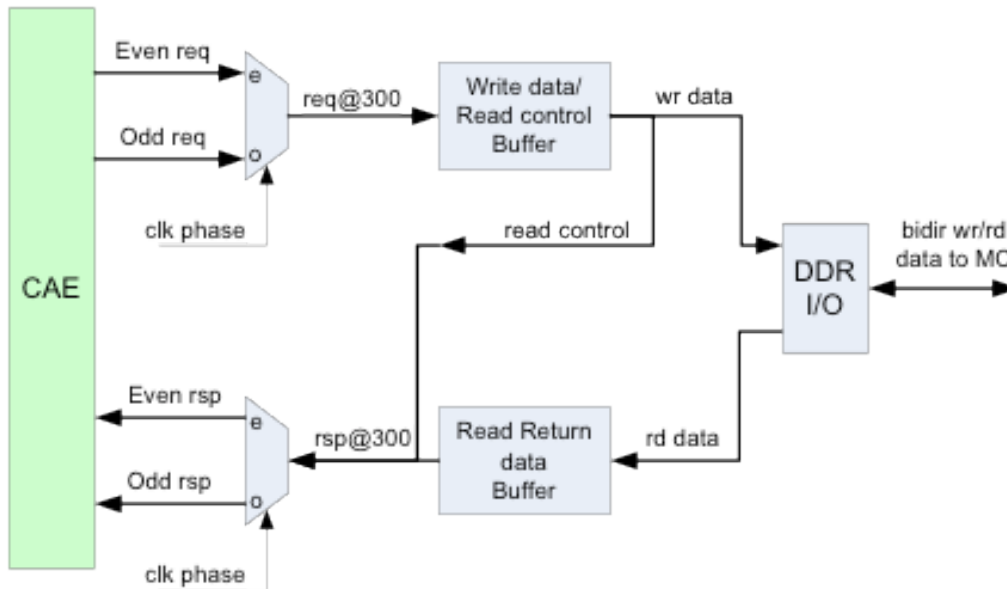 Even req
e
Odd req
o
clk phase
req@300
Write data/
Read control
Buffer
wr data
read control
CAE
DDR
I/O
bidir wr/rd
data to MC
Even rsp
e
Odd rsp
o
clk phase
rsp@300
Read Return
data
Buffer
rd data